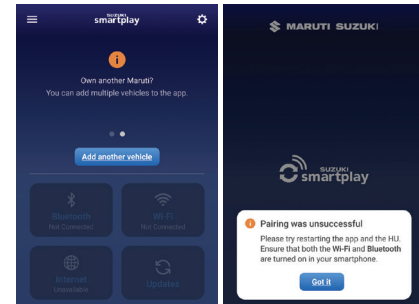 SUZUKI
smartplay
Own another Maruti?
You can add multiple vehicles to the app.
Add another vehicle
Bluetooth
Not Connected
Wi-Fi
Not Connected
Internet
Unavailable
Updates
MARUTI SUZUKI
SUZUKI
smartplay
Pairing was unsuccessful
Please try restarting the app and the HU.
Ensure that both the Wi-Fi and Bluetooth
are turned on in your smartphone.
Got it